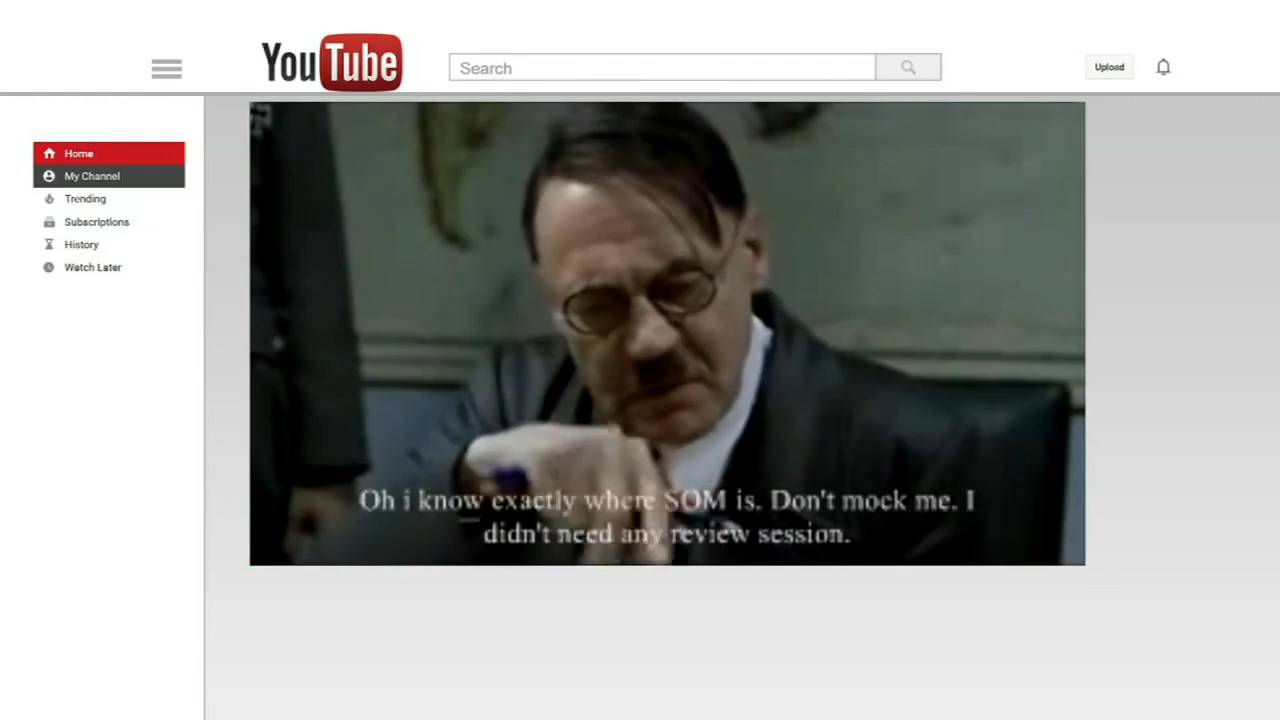 YouTube
Search
Upload
Home
My Channel
Trending
Subscriptions
History
Watch Later
Oh i know exactly where SOM is. Don't mock me. I
didn't need any review session.